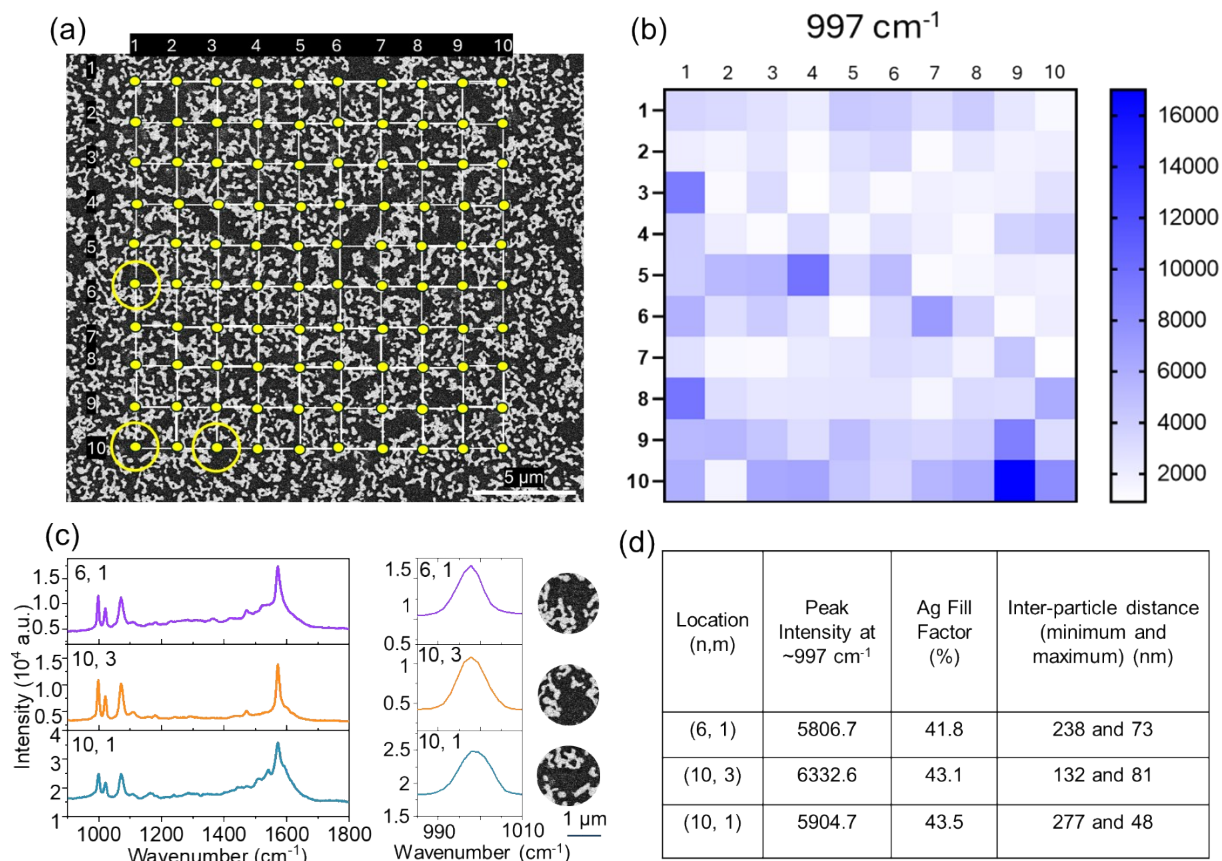 (a)
1 2 3 4 5 6 7 8 9 10
1
2
3
4
5
6
7
8
9
10
5 µm
(b)
997 cm⁻¹
1 2 3 4 5 6 7 8 9 10
1
2
3
4
5
6
7
8
9
10
16000
14000
12000
10000
8000
6000
4000
2000
(c)
Intensity (10⁴ a.u.)
6, 1
1.5
1.0
0.5
10, 3
1.5
1.0
0.5
10, 1
4
3
2
1
1000 1200 1400 1600 1800
Wavenumber (cm⁻¹)
6, 1
1.5
1
0.5
10, 3
1
0.5
10, 1
2.5
2
1.5
990 1010
Wavenumber (cm⁻¹)
1 µm
(d)
Location
(n,m)
Peak
Intensity at
~997 cm⁻¹
Ag Fill
Factor
(%)
Inter-particle distance
(minimum and
maximum) (nm)
(6, 1) 5806.7 41.8 238 and 73
(10, 3) 6332.6 43.1 132 and 81
(10, 1) 5904.7 43.5 277 and 48